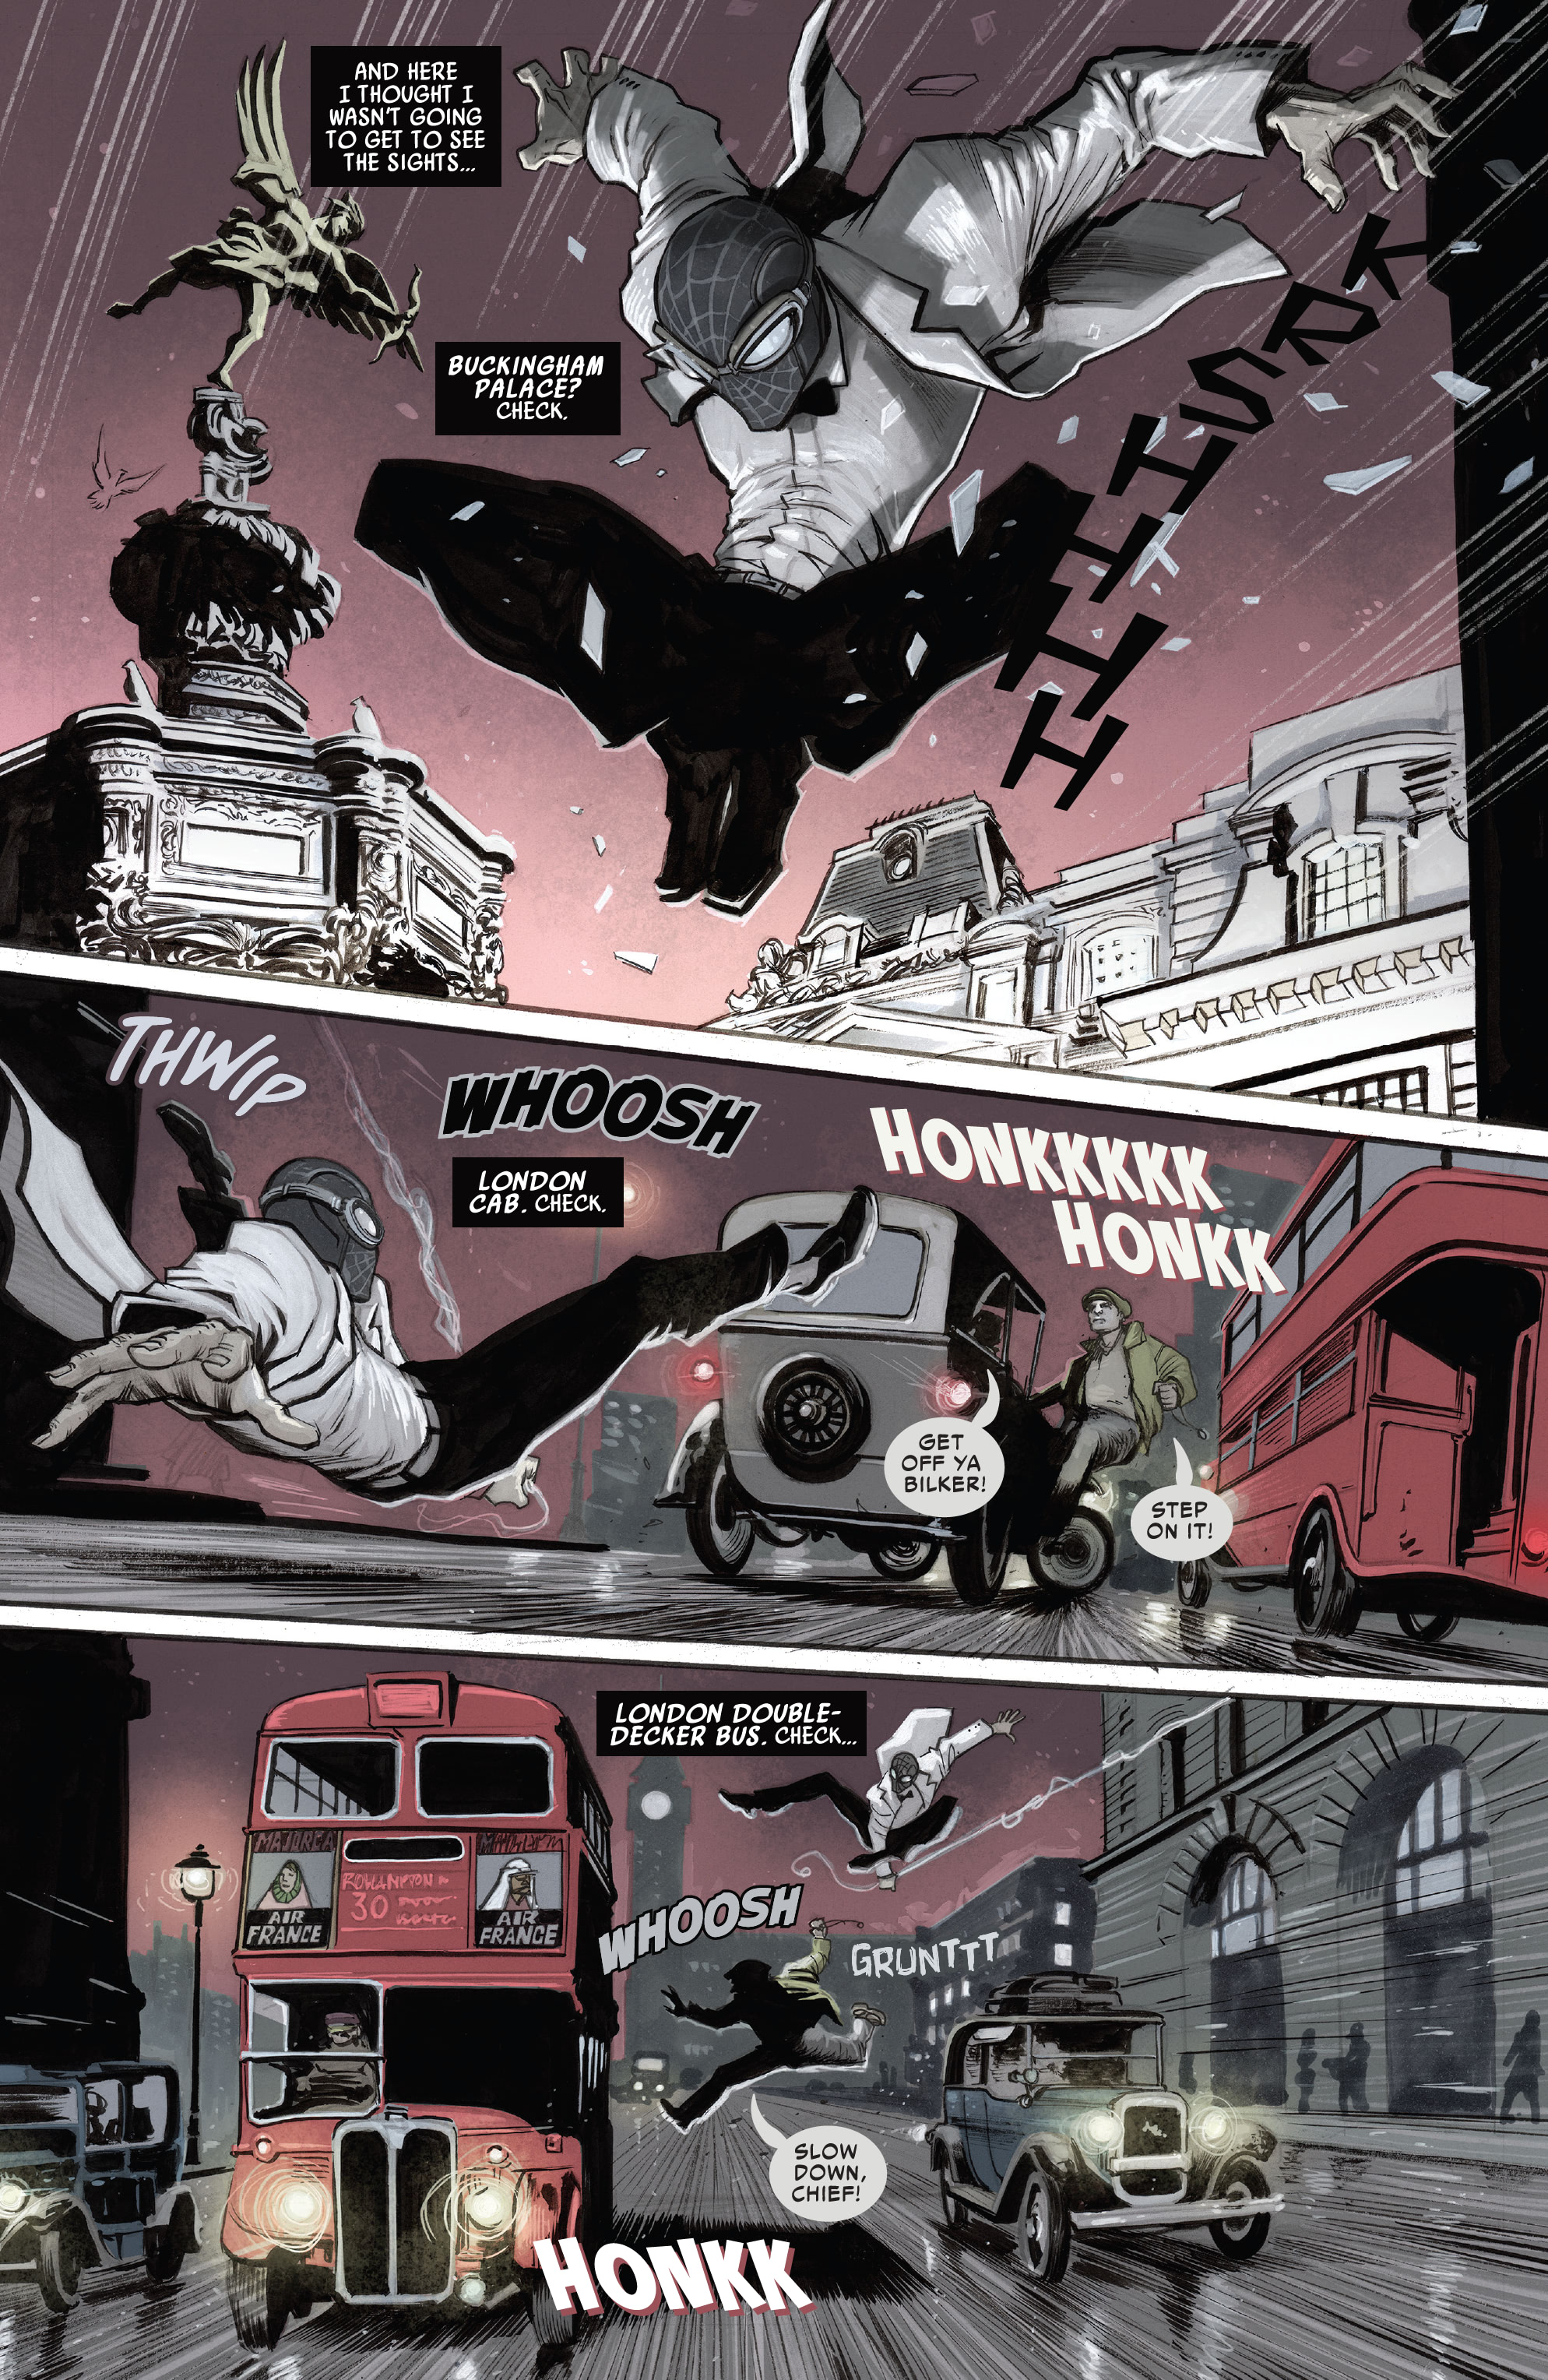 AND HERE
I THOUGHT I
WASN'T GOING
TO GET TO SEE
THE SIGHTS...
BUCKINGHAM
PALACE?
CHECK.
KRSHHHH
THWIP
WHOOSH
LONDON
CAB. CHECK.
HONKKKKK
HONKK
GET
OFF YA
BILKER!
STEP
ON IT!
LONDON DOUBLE-
DECKER BUS. CHECK...
MAJORCA
30
AIR
FRANCE
AIR
FRANCE
WHOOSH
GRUNTTT
SLOW
DOWN,
CHIEF!
HONKK